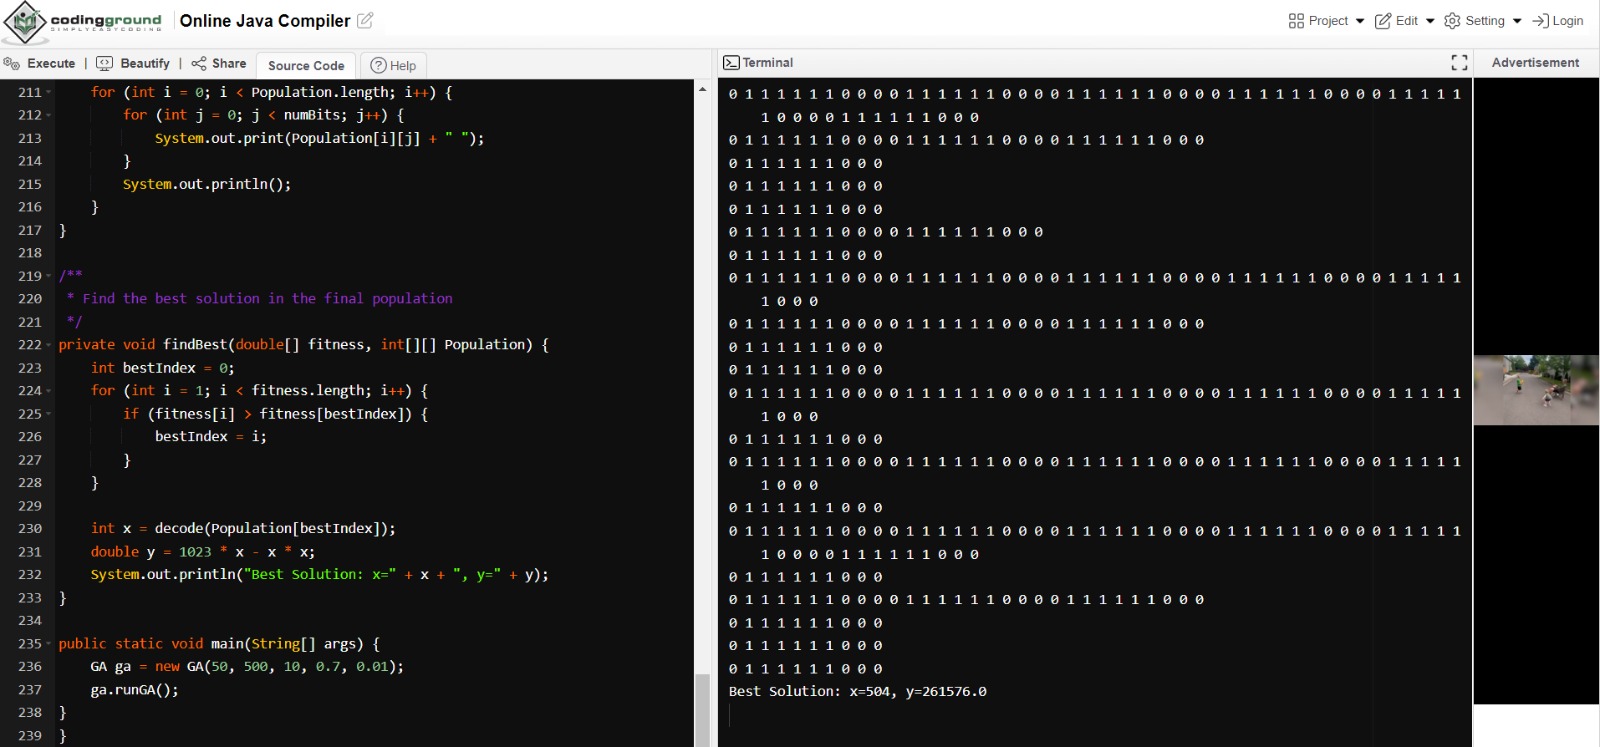 codingground
SIMPLYEASYCODING
Online Java Compiler
Project
Edit
Setting
Login
Execute | Beautify | Share
Source Code
Help
Terminal
Advertisement
211 for (int i = 0; i < Population.length; i++) {
212 for (int j = 0; j < numBits; j++) {
213 System.out.print(Population[i][j] + " ");
214 }
215 System.out.println();
216 }
217 }
218
219 /**
220 * Find the best solution in the final population
221 */
222 private void findBest(double[] fitness, int[][] Population) {
223 int bestIndex = 0;
224 for (int i = 1; i < fitness.length; i++) {
225 if (fitness[i] > fitness[bestIndex]) {
226 bestIndex = i;
227 }
228 }
229
230 int x = decode(Population[bestIndex]);
231 double y = 1023 * x - x * x;
232 System.out.println("Best Solution: x=" + x + ", y=" + y);
233 }
234
235 public static void main(String[] args) {
236 GA ga = new GA(50, 500, 10, 0.7, 0.01);
237 ga.runGA();
238 }
239 }
0 1 1 1 1 1 1 0 0 0 0 1 1 1 1 1 1 0 0 0 0 1 1 1 1 1 1 0 0 0 0 1 1 1 1 1 1 0 0 0 0 1 1 1 1 1
1 0 0 0 0 1 1 1 1 1 1 0 0 0
0 1 1 1 1 1 1 0 0 0 0 1 1 1 1 1 1 0 0 0 0 1 1 1 1 1 1 0 0 0
0 1 1 1 1 1 1 0 0 0
0 1 1 1 1 1 1 0 0 0
0 1 1 1 1 1 1 0 0 0
0 1 1 1 1 1 1 0 0 0 0 1 1 1 1 1 1 0 0 0
0 1 1 1 1 1 1 0 0 0
0 1 1 1 1 1 1 0 0 0 0 1 1 1 1 1 1 0 0 0 0 1 1 1 1 1 1 0 0 0 0 1 1 1 1 1 1 0 0 0 0 1 1 1 1 1
1 0 0 0
0 1 1 1 1 1 1 0 0 0 0 1 1 1 1 1 1 0 0 0 0 1 1 1 1 1 1 0 0 0
0 1 1 1 1 1 1 0 0 0
0 1 1 1 1 1 1 0 0 0
0 1 1 1 1 1 1 0 0 0 0 1 1 1 1 1 1 0 0 0 0 1 1 1 1 1 1 0 0 0 0 1 1 1 1 1 1 0 0 0 0 1 1 1 1 1
1 0 0 0
0 1 1 1 1 1 1 0 0 0
0 1 1 1 1 1 1 0 0 0 0 1 1 1 1 1 1 0 0 0 0 1 1 1 1 1 1 0 0 0 0 1 1 1 1 1 1 0 0 0 0 1 1 1 1 1
1 0 0 0
0 1 1 1 1 1 1 0 0 0
0 1 1 1 1 1 1 0 0 0 0 1 1 1 1 1 1 0 0 0 0 1 1 1 1 1 1 0 0 0 0 1 1 1 1 1 1 0 0 0 0 1 1 1 1 1
1 0 0 0 0 1 1 1 1 1 1 0 0 0
0 1 1 1 1 1 1 0 0 0
0 1 1 1 1 1 1 0 0 0 0 1 1 1 1 1 1 0 0 0 0 1 1 1 1 1 1 0 0 0
0 1 1 1 1 1 1 0 0 0
0 1 1 1 1 1 1 0 0 0
0 1 1 1 1 1 1 0 0 0
Best Solution: x=504, y=261576.0